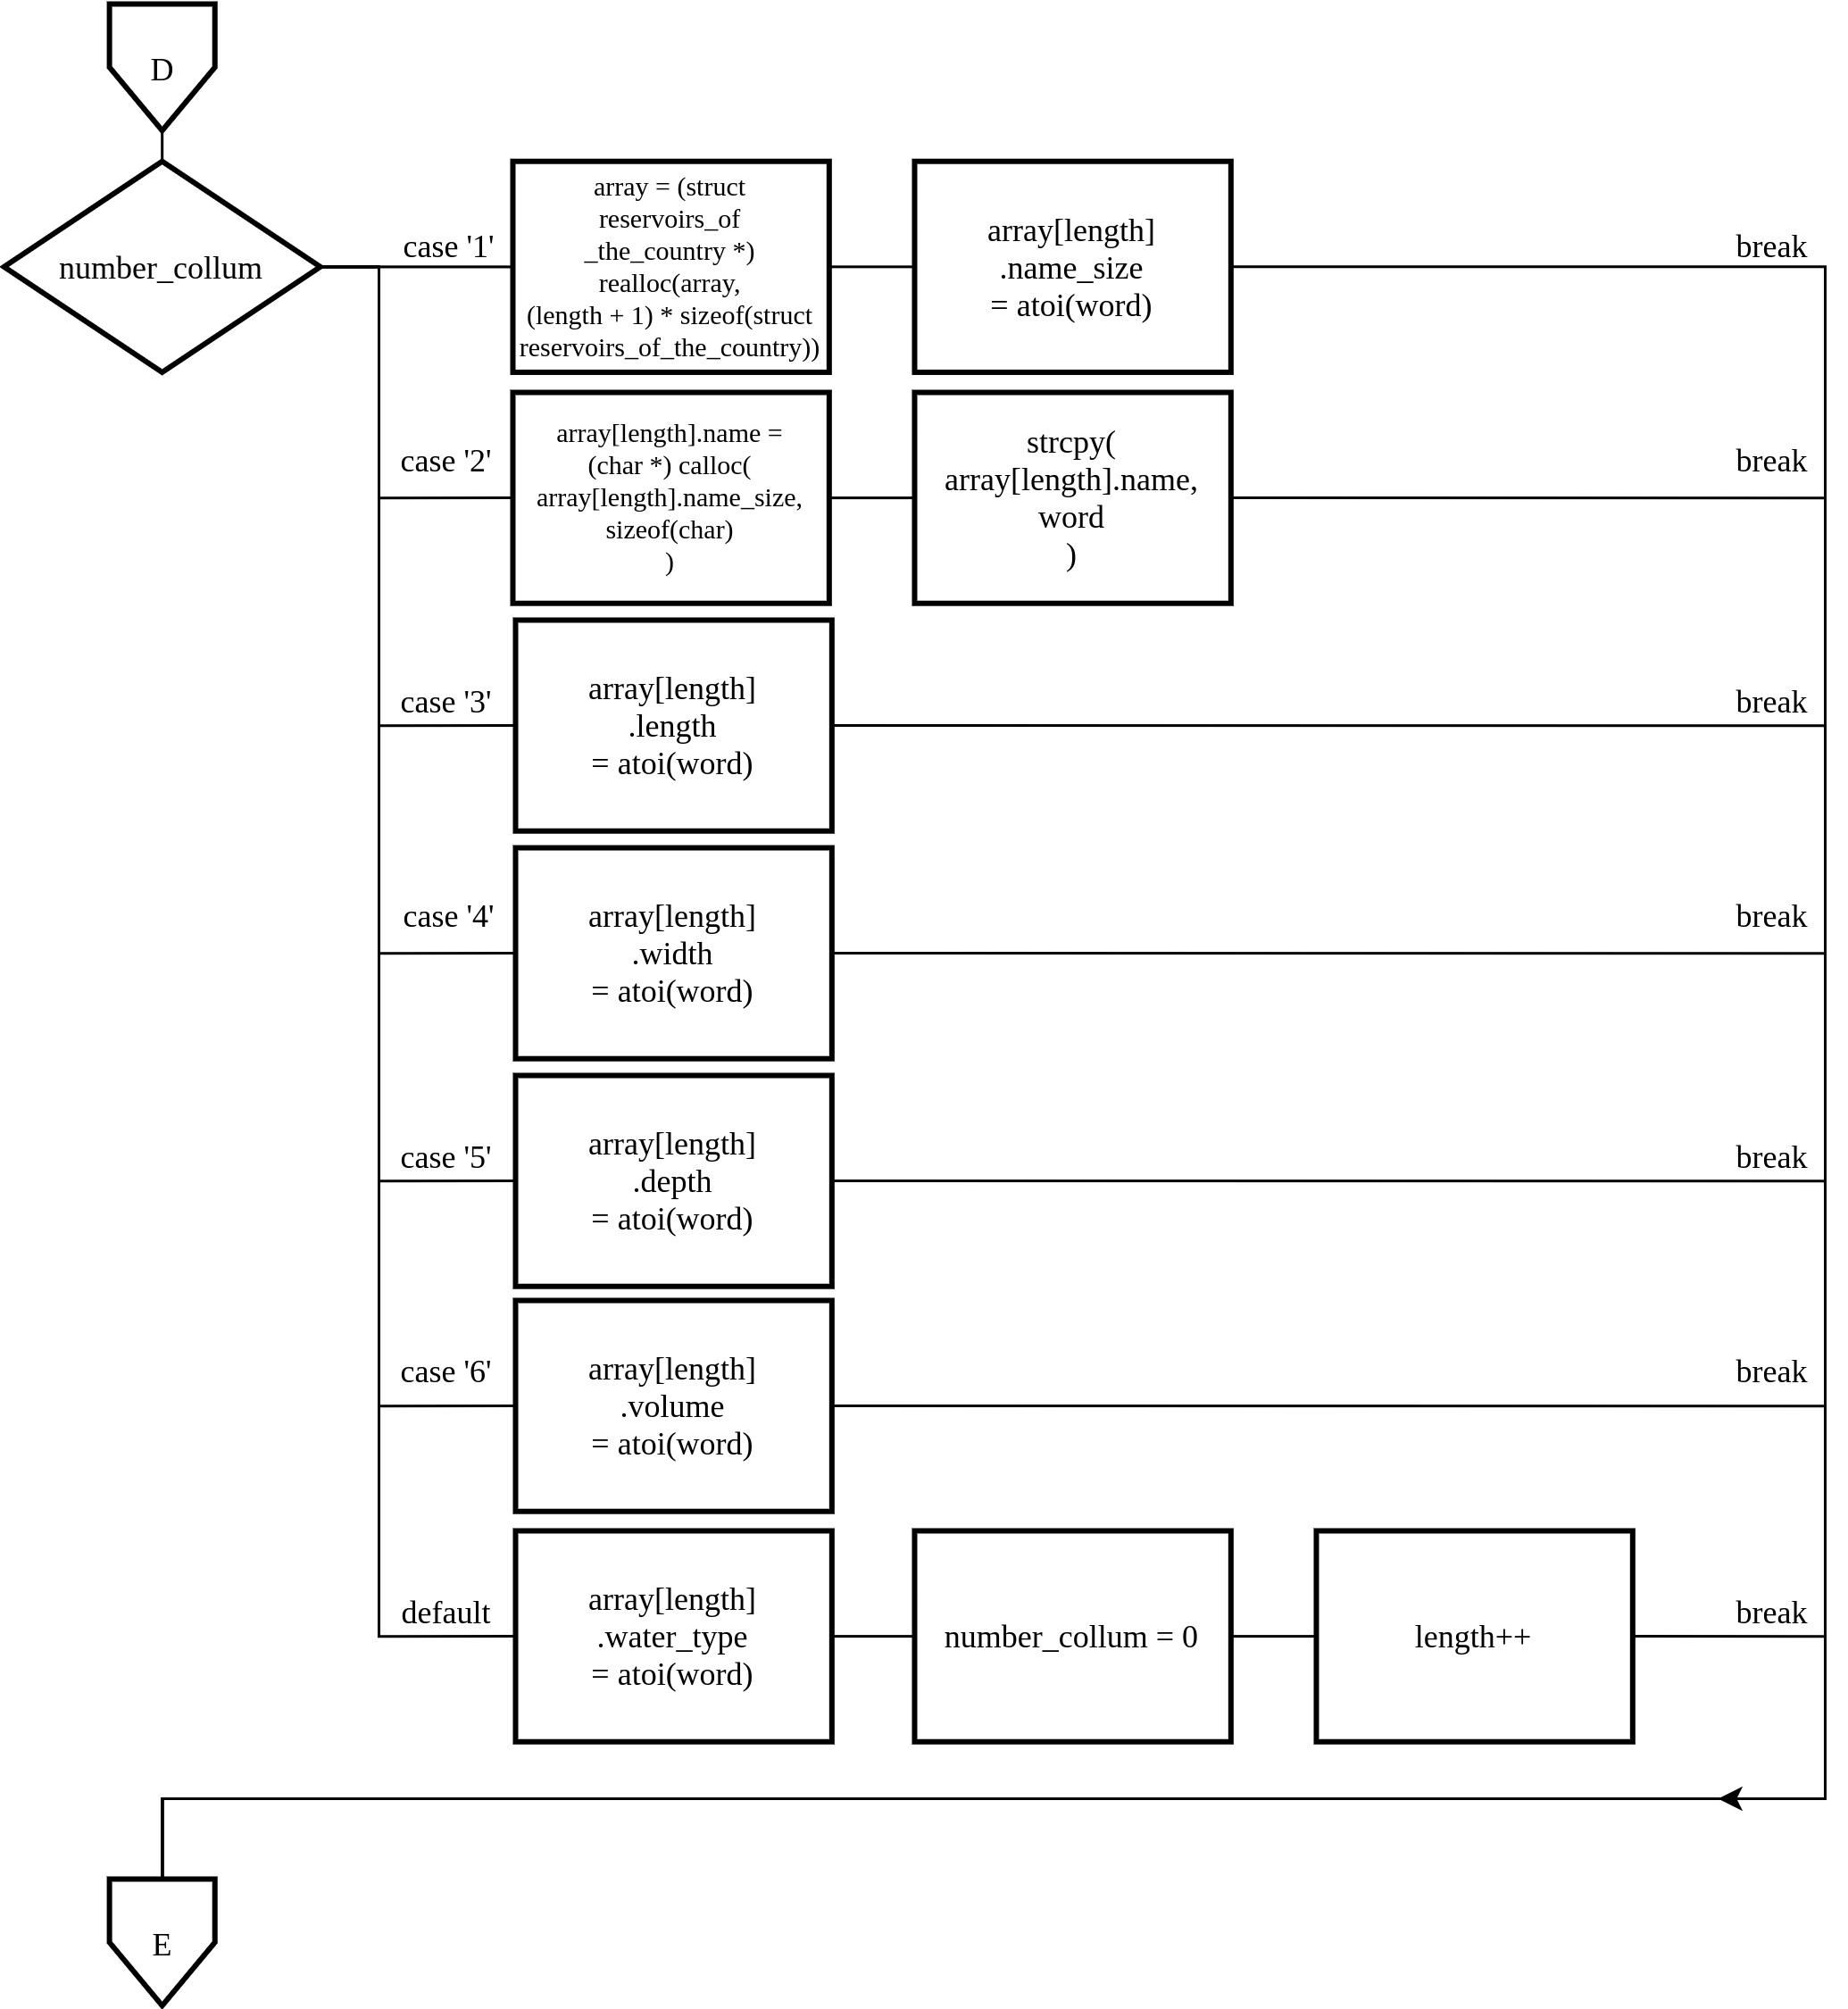 D
number_collum
case '1'
array = (struct
reservoirs_of
_the_country *)
realloc(array,
(length + 1) * sizeof(struct
reservoirs_of_the_country))
array[length]
.name_size
= atoi(word)
break
case '2'
array[length].name =
(char *) calloc(
array[length].name_size,
sizeof(char)
)
strcpy(
array[length].name,
word
)
break
case '3'
array[length]
.length
= atoi(word)
break
case '4'
array[length]
.width
= atoi(word)
break
case '5'
array[length]
.depth
= atoi(word)
break
case '6'
array[length]
.volume
= atoi(word)
break
default
array[length]
.water_type
= atoi(word)
number_collum = 0
length++
break
E